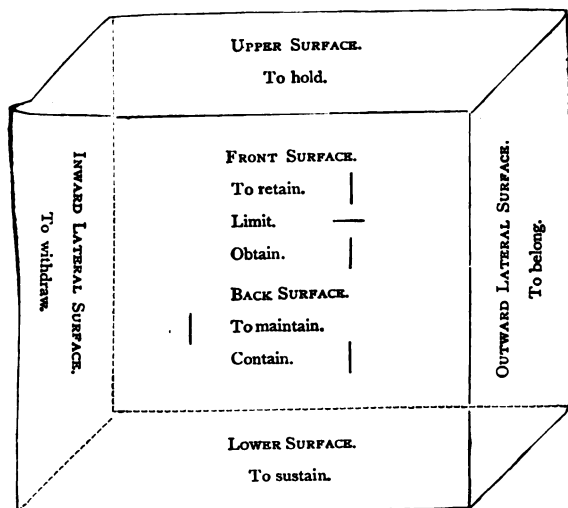 UPPER SURFACE.
To hold.
INWARD LATERAL SURFACE.
To withdraw.
FRONT SURFACE.
To retain.
Limit.
Obtain.
BACK SURFACE.
To maintain.
Contain.
OUTWARD LATERAL SURFACE.
To belong.
LOWER SURFACE.
To sustain.